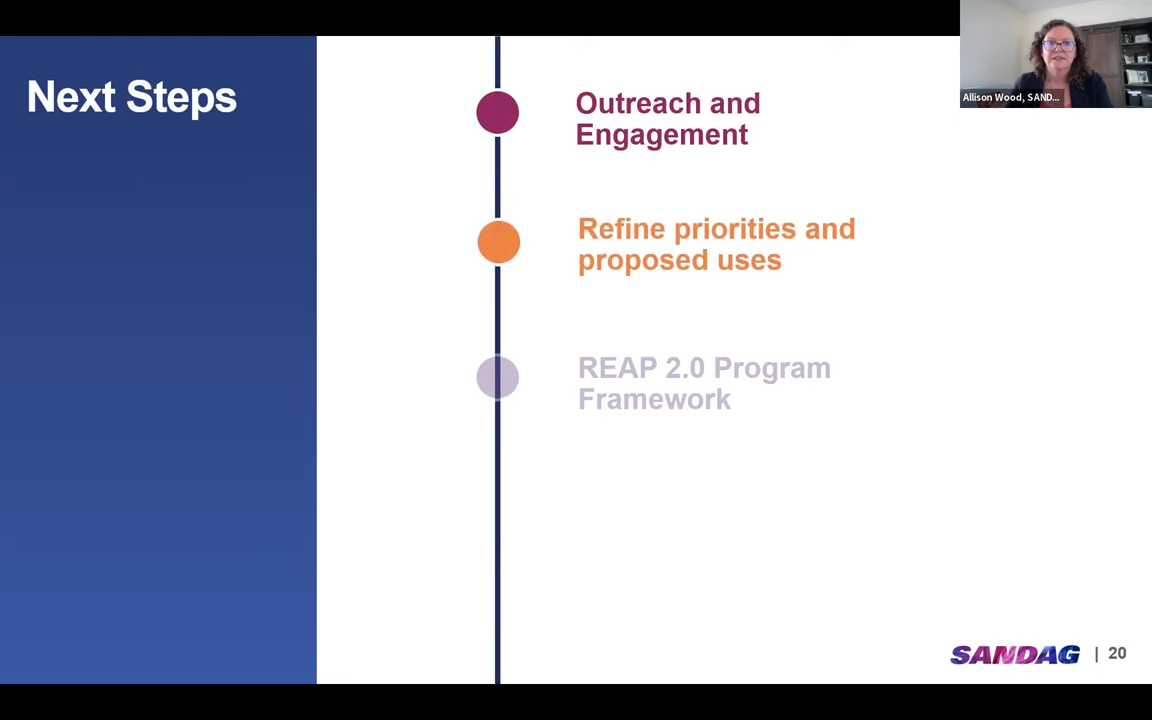 Next Steps
Outreach and
Engagement
Refine priorities and
proposed uses
REAP 2.0 Program
Framework
Allison Wood, SAND...
SANDAG | 20